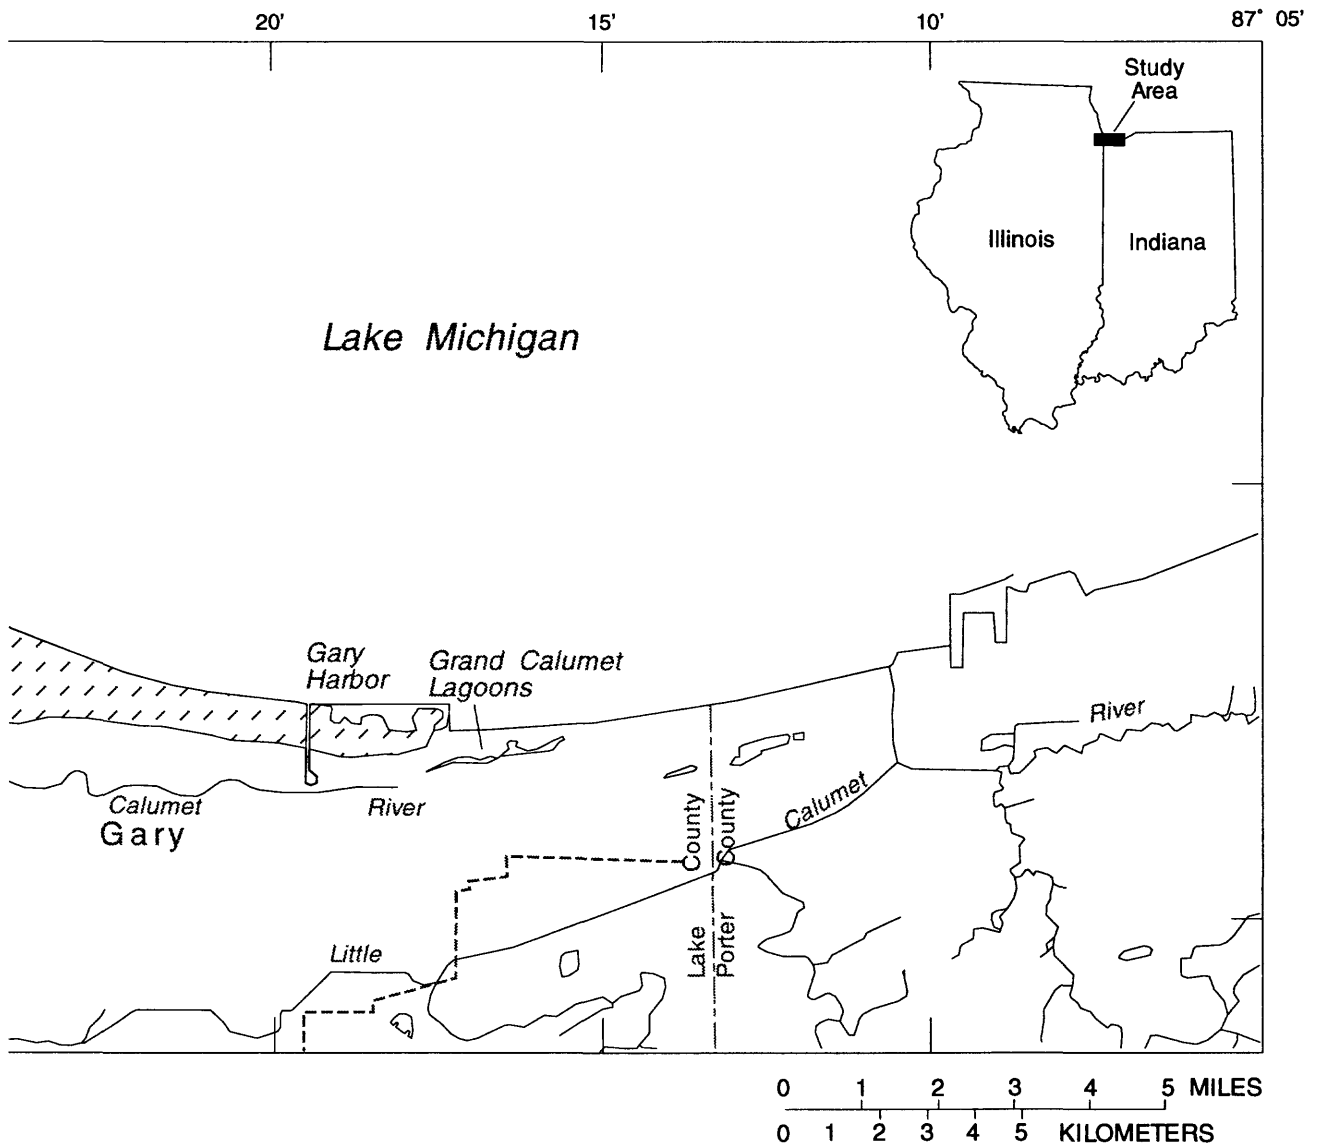 20' 15' 10' 87° 05'
Study
Area
Illinois Indiana
Lake Michigan
Gary
Harbor
Grand Calumet
Lagoons
River
Calumet
River
Gary
Calumet
County
County
Lake
Porter
Little
0 1 2 3 4 5 MILES
0 1 2 3 4 5 KILOMETERS